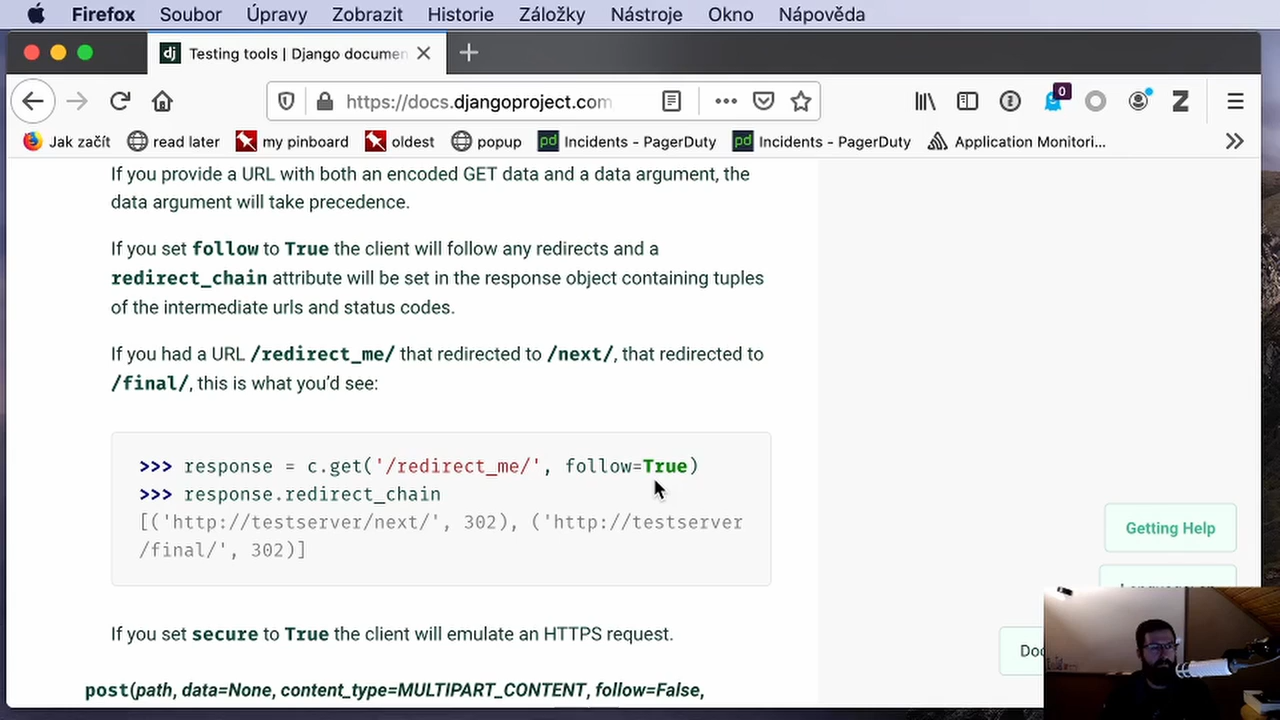 Firefox Soubor Úpravy Zobrazit Historie Záložky Nástroje Okno Nápověda
dj Testing tools | Django documen
https://docs.djangoproject.com 0 Z
Jak začít read later my pinboard oldest popup pd Incidents - PagerDuty pd Incidents - PagerDuty Application Monitori...
If you provide a URL with both an encoded GET data and a data argument, the
data argument will take precedence.
If you set follow to True the client will follow any redirects and a
redirect_chain attribute will be set in the response object containing tuples
of the intermediate urls and status codes.
If you had a URL /redirect_me/ that redirected to /next/, that redirected to
/final/, this is what you’d see:
>>> response = c.get('/redirect_me/', follow=True)
>>> response.redirect_chain
[('http://testserver/next/', 302), ('http://testserver
/final/', 302)]
Getting Help
If you set secure to True the client will emulate an HTTPS request.
Doc
post(path, data=None, content_type=MULTIPART_CONTENT, follow=False,